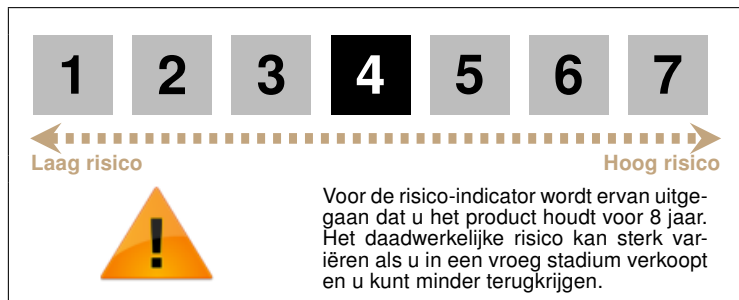 1 2 3 4 5 6 7
Laag risico Hoog risico
!
Voor de risico-indicator wordt ervan uitge-
gaan dat u het product houdt voor 8 jaar.
Het daadwerkelijke risico kan sterk var-
iëren als u in een vroeg stadium verkoopt
en u kunt minder terugkrijgen.